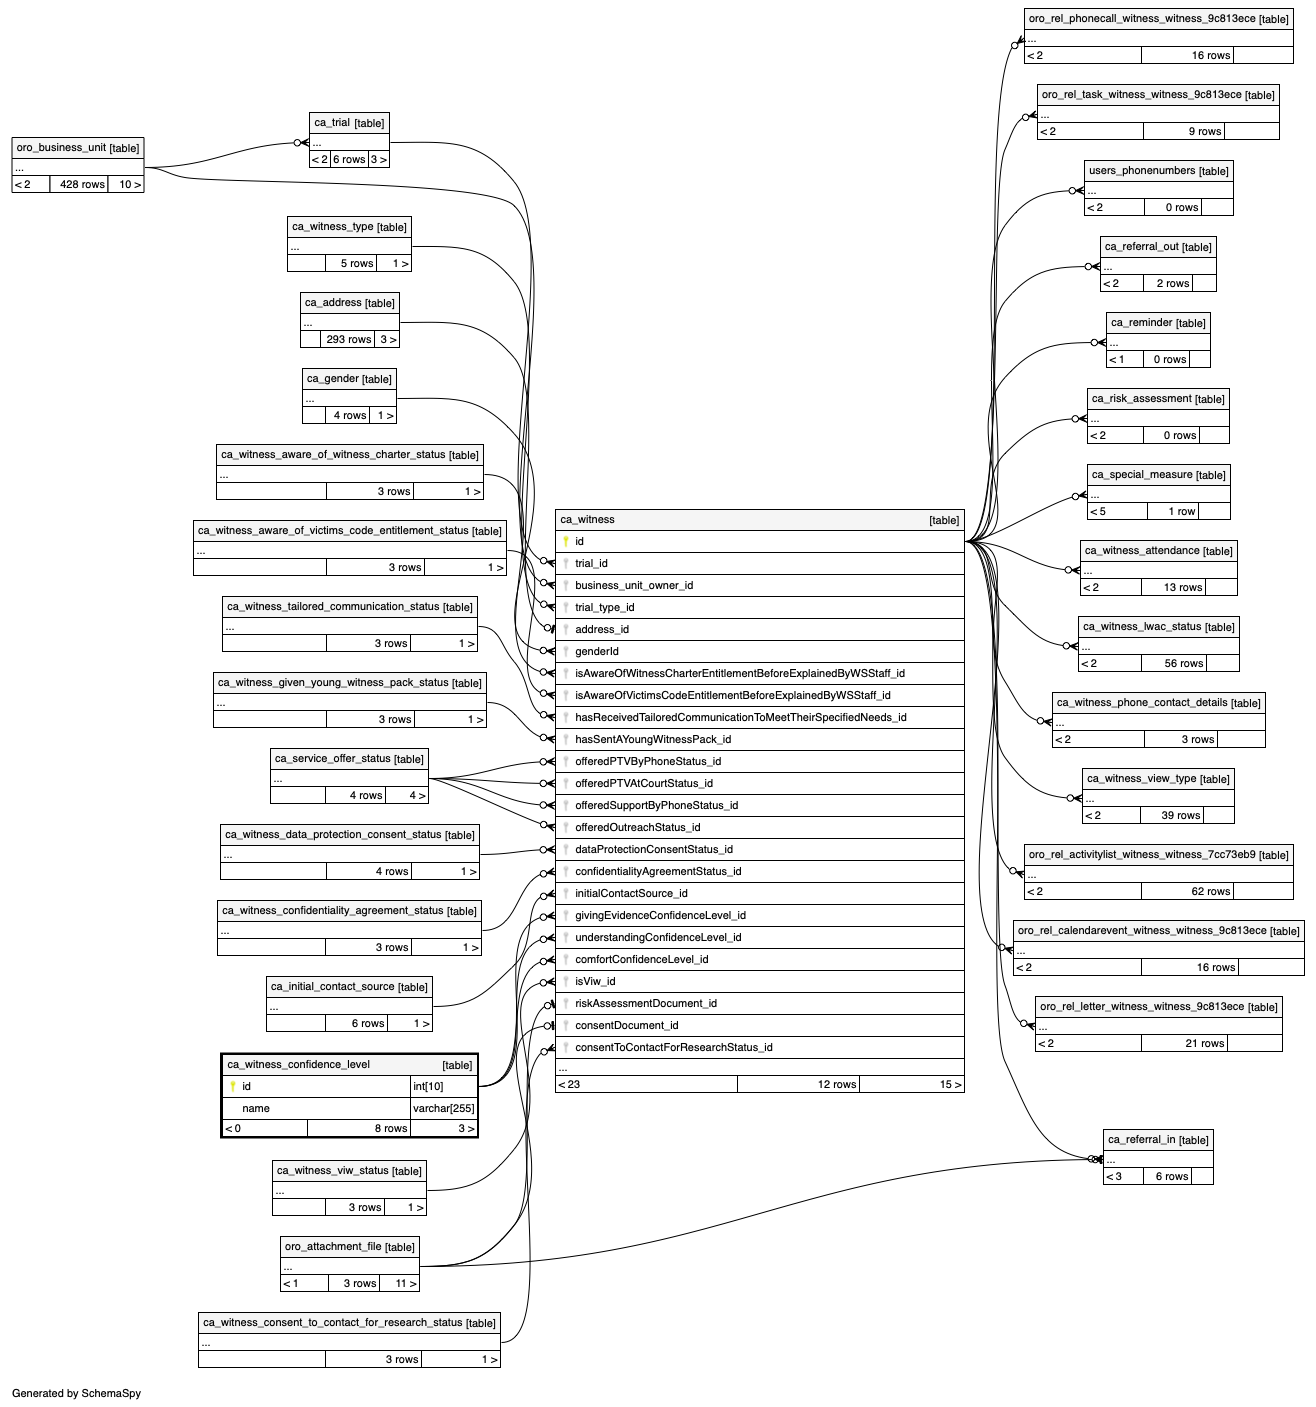 oro_business_unit [table]
...
< 2 428 rows 10 >
ca_trial [table]
...
< 2 6 rows 3 >
ca_witness_type [table]
...
5 rows 1 >
ca_address [table]
...
293 rows 3 >
ca_gender [table]
...
4 rows 1 >
ca_witness_aware_of_witness_charter_status [table]
...
3 rows 1 >
ca_witness_aware_of_victims_code_entitlement_status [table]
...
3 rows 1 >
ca_witness_tailored_communication_status [table]
...
3 rows 1 >
ca_witness_given_young_witness_pack_status [table]
...
3 rows 1 >
ca_service_offer_status [table]
...
4 rows 4 >
ca_witness_data_protection_consent_status [table]
...
4 rows 1 >
ca_witness_confidentiality_agreement_status [table]
...
3 rows 1 >
ca_initial_contact_source [table]
...
6 rows 1 >
ca_witness_confidence_level [table]
id int[10]
name varchar[255]
< 0 8 rows 3 >
ca_witness_viw_status [table]
...
3 rows 1 >
oro_attachment_file [table]
...
< 1 3 rows 11 >
ca_witness_consent_to_contact_for_research_status [table]
...
3 rows 1 >
ca_witness [table]
id
trial_id
business_unit_owner_id
trial_type_id
address_id
genderId
isAwareOfWitnessCharterEntitlementBeforeExplainedByWSStaff_id
isAwareOfVictimsCodeEntitlementBeforeExplainedByWSStaff_id
hasReceivedTailoredCommunicationToMeetTheirSpecifiedNeeds_id
hasSentAYoungWitnessPack_id
offeredPTVByPhoneStatus_id
offeredPTVAtCourtStatus_id
offeredSupportByPhoneStatus_id
offeredOutreachStatus_id
dataProtectionConsentStatus_id
confidentialityAgreementStatus_id
initialContactSource_id
givingEvidenceConfidenceLevel_id
understandingConfidenceLevel_id
comfortConfidenceLevel_id
isViw_id
riskAssessmentDocument_id
consentDocument_id
consentToContactForResearchStatus_id
...
< 23 12 rows 15 >
oro_rel_phonecall_witness_witness_9c813ece [table]
...
< 2 16 rows
oro_rel_task_witness_witness_9c813ece [table]
...
< 2 9 rows
users_phonenumbers [table]
...
< 2 0 rows
ca_referral_out [table]
...
< 2 2 rows
ca_reminder [table]
...
< 1 0 rows
ca_risk_assessment [table]
...
< 2 0 rows
ca_special_measure [table]
...
< 5 1 row
ca_witness_attendance [table]
...
< 2 13 rows
ca_witness_lwac_status [table]
...
< 2 56 rows
ca_witness_phone_contact_details [table]
...
< 2 3 rows
ca_witness_view_type [table]
...
< 2 39 rows
oro_rel_activitylist_witness_witness_7cc73eb9 [table]
...
< 2 62 rows
oro_rel_calendarevent_witness_witness_9c813ece [table]
...
< 2 16 rows
oro_rel_letter_witness_witness_9c813ece [table]
...
< 2 21 rows
ca_referral_in [table]
...
< 3 6 rows
Generated by SchemaSpy